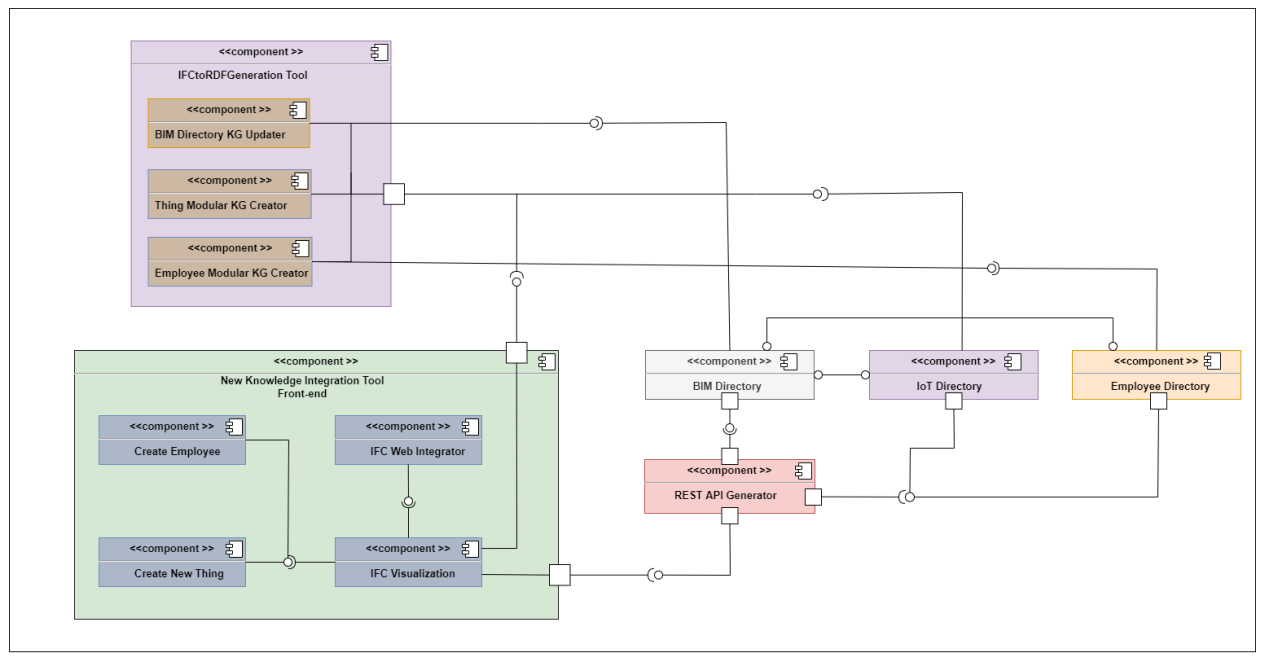 <<component >>
IFCtoRDFGeneration Tool
<<component >>
BIM Directory KG Updater
<<component >>
Thing Modular KG Creator
<<component >>
Employee Modular KG Creator
<<component >>
New Knowledge Integration Tool
Front-end
<<component >>
Create Employee
<<component >>
IFC Web Integrator
<<component >>
Create New Thing
<<component >>
IFC Visualization
<<component >>
BIM Directory
<<component >>
IoT Directory
<<component >>
Employee Directory
<<component >>
REST API Generator